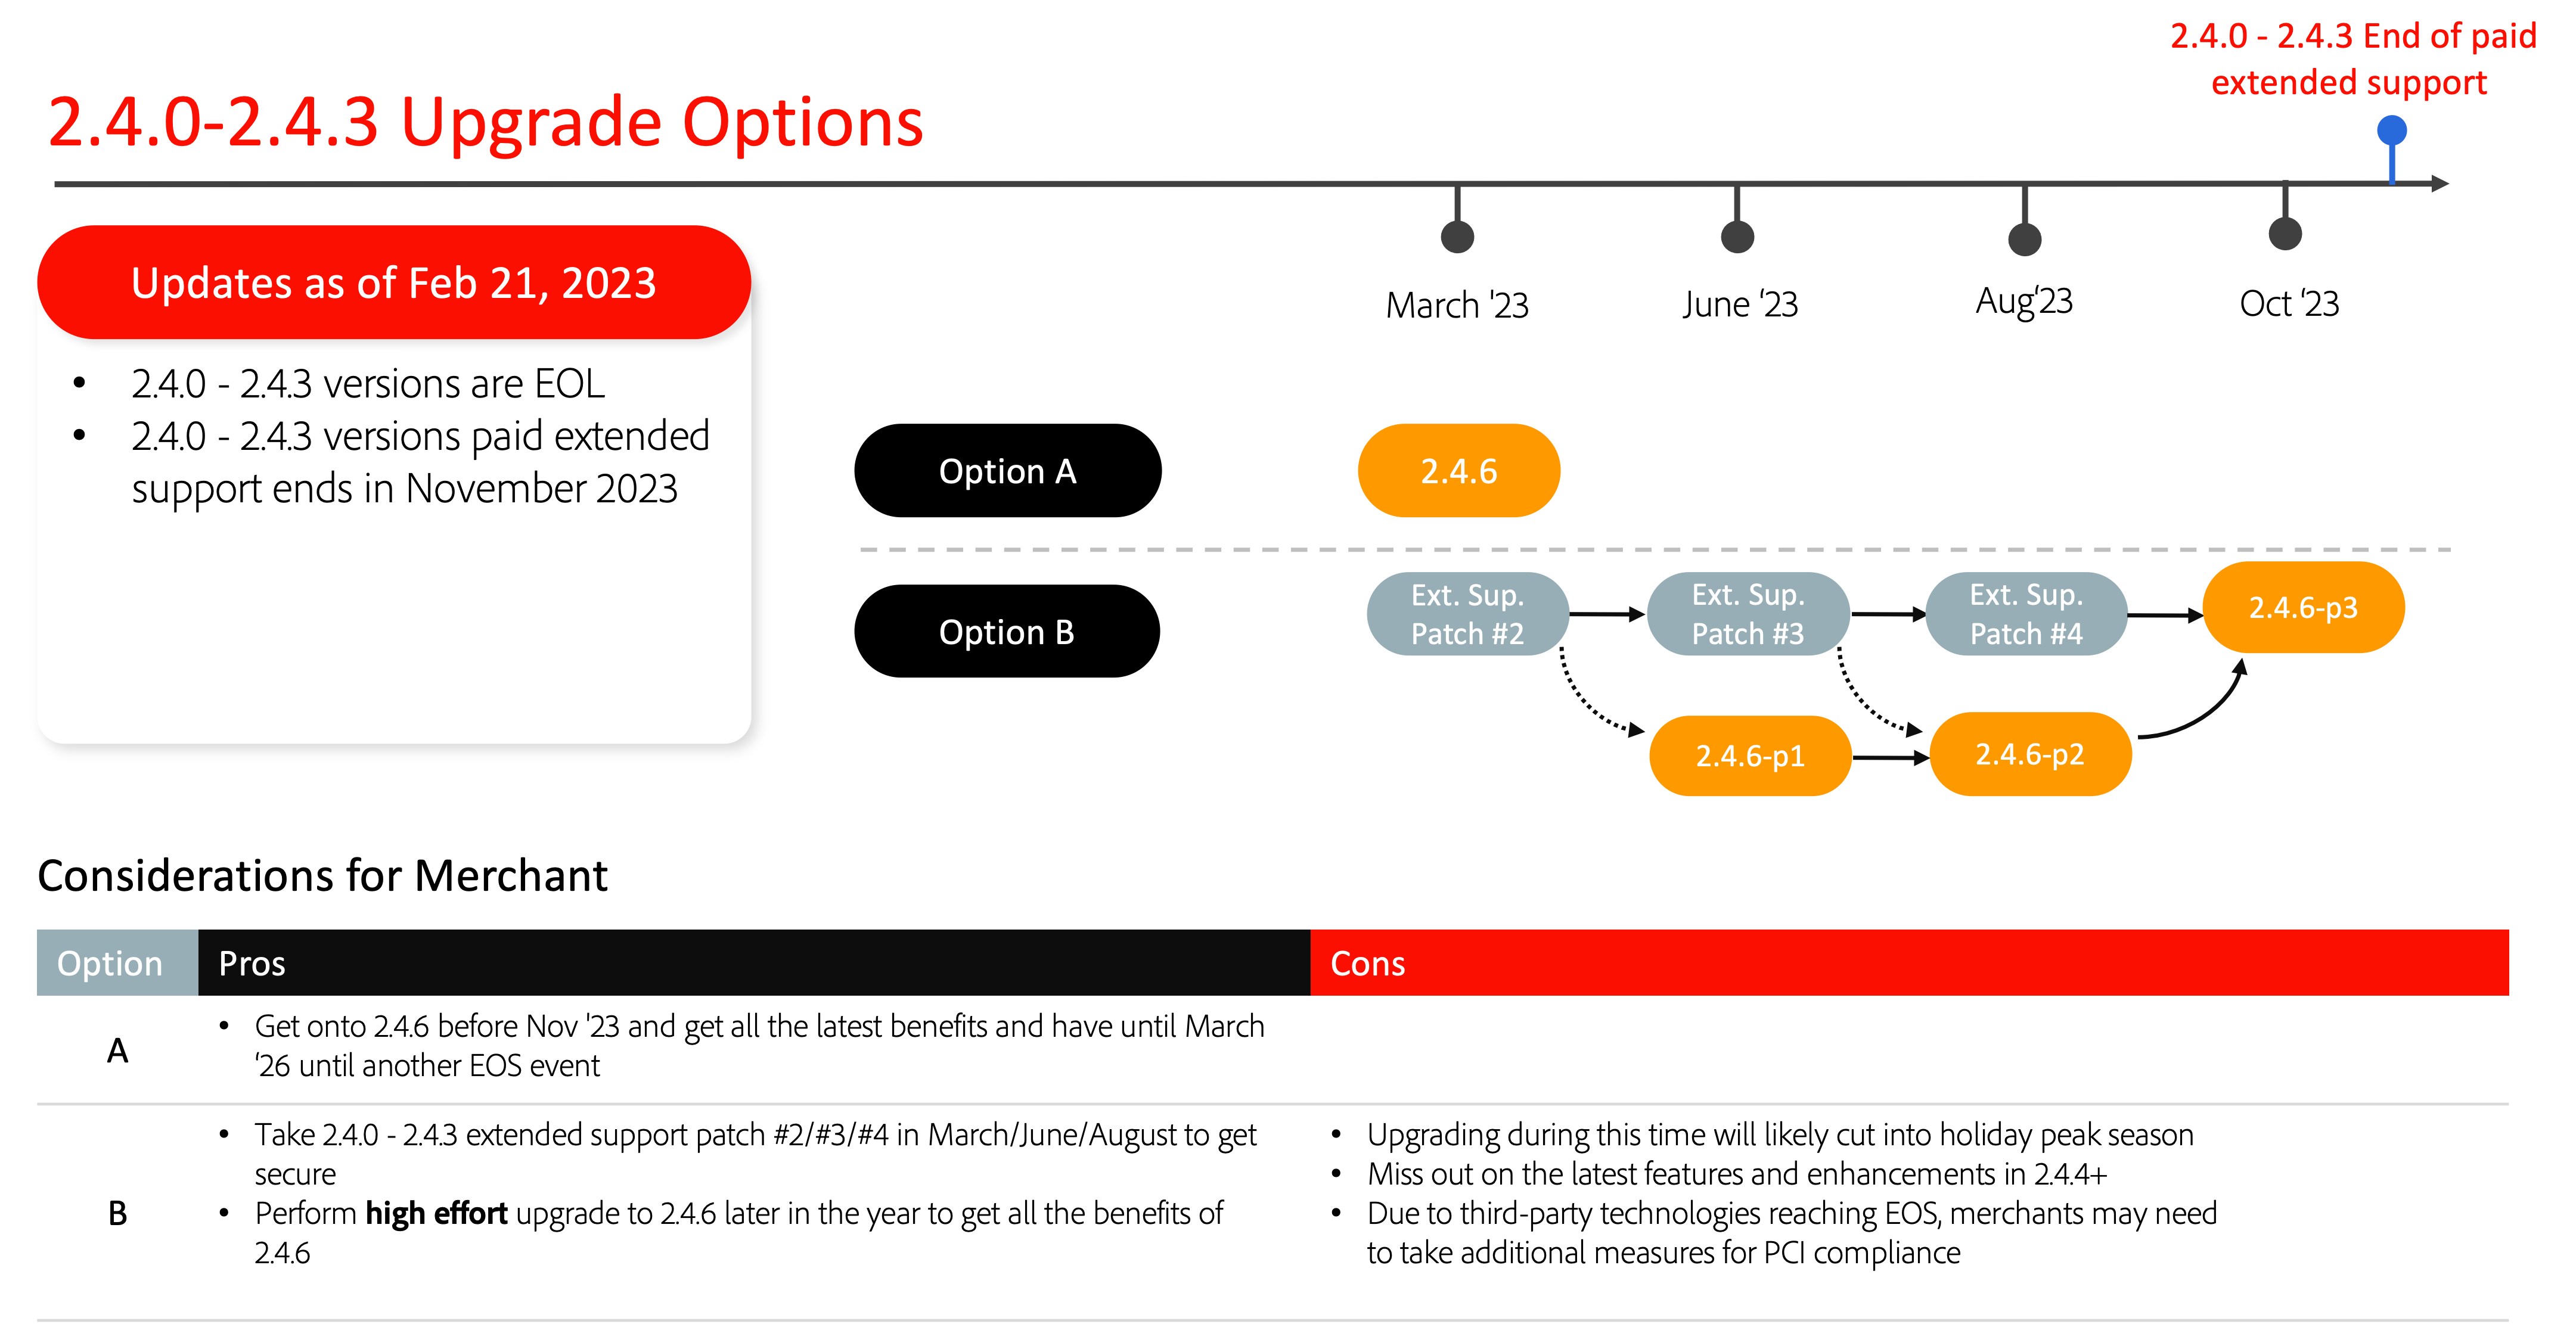 2.4.0 - 2.4.3 End of paid
extended support
2.4.0-2.4.3 Upgrade Options
March '23
June ‘23
Aug‘23
Oct ‘23
Updates as of Feb 21, 2023
• 2.4.0 - 2.4.3 versions are EOL
• 2.4.0 - 2.4.3 versions paid extended
support ends in November 2023
Option A
2.4.6
Option B
Ext. Sup.
Patch #2
Ext. Sup.
Patch #3
Ext. Sup.
Patch #4
2.4.6-p3
2.4.6-p1
2.4.6-p2
Considerations for Merchant
Option
Pros
Cons
A
• Get onto 2.4.6 before Nov '23 and get all the latest benefits and have until March
‘26 until another EOS event
B
• Take 2.4.0 - 2.4.3 extended support patch #2/#3/#4 in March/June/August to get
secure
• Perform high effort upgrade to 2.4.6 later in the year to get all the benefits of
2.4.6
• Upgrading during this time will likely cut into holiday peak season
• Miss out on the latest features and enhancements in 2.4.4+
• Due to third-party technologies reaching EOS, merchants may need
to take additional measures for PCI compliance